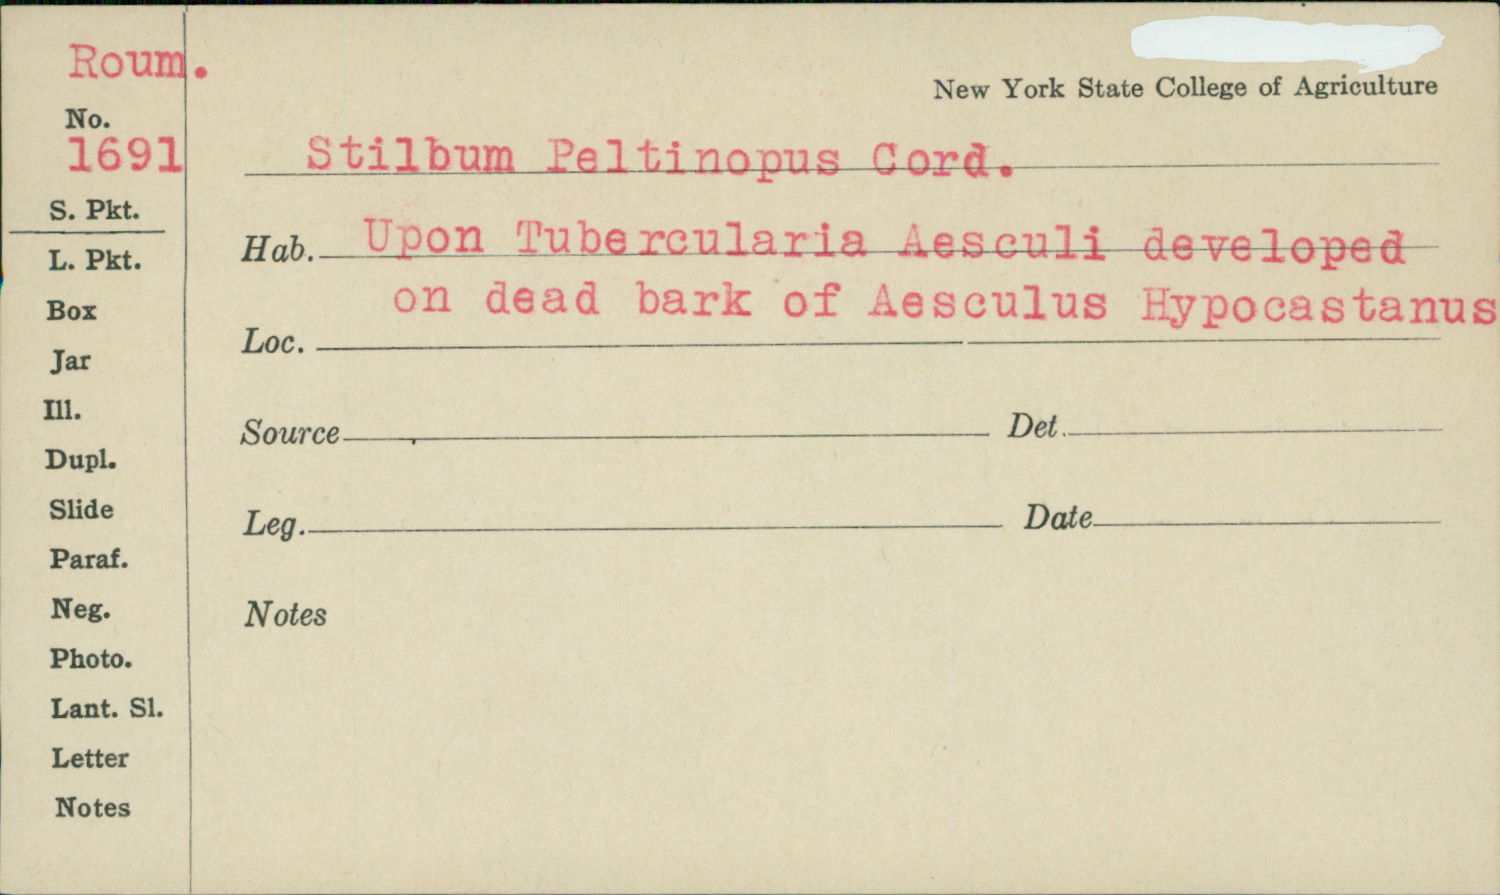 Roum.
New York State College of Agriculture
No.
1691
Stilbum Peltinopus Cord.
S. Pkt.
Hab. Upon Tubercularia Aesculi developed
on dead bark of Aesculus Hypocastanus
L. Pkt.
Box
Loc.
Jar
Ill.
Source
Det.
Dupl.
Slide
Leg.
Date
Paraf.
Neg.
Notes
Photo.
Lant. Sl.
Letter
Notes